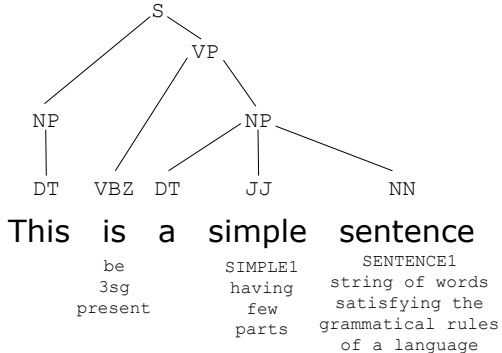 S
VP
NP NP
DT VBZ DT JJ NN
This is a simple sentence
be SIMPLE1 SENTENCE1
3sg having string of words
present few satisfying the
parts grammatical rules
of a language